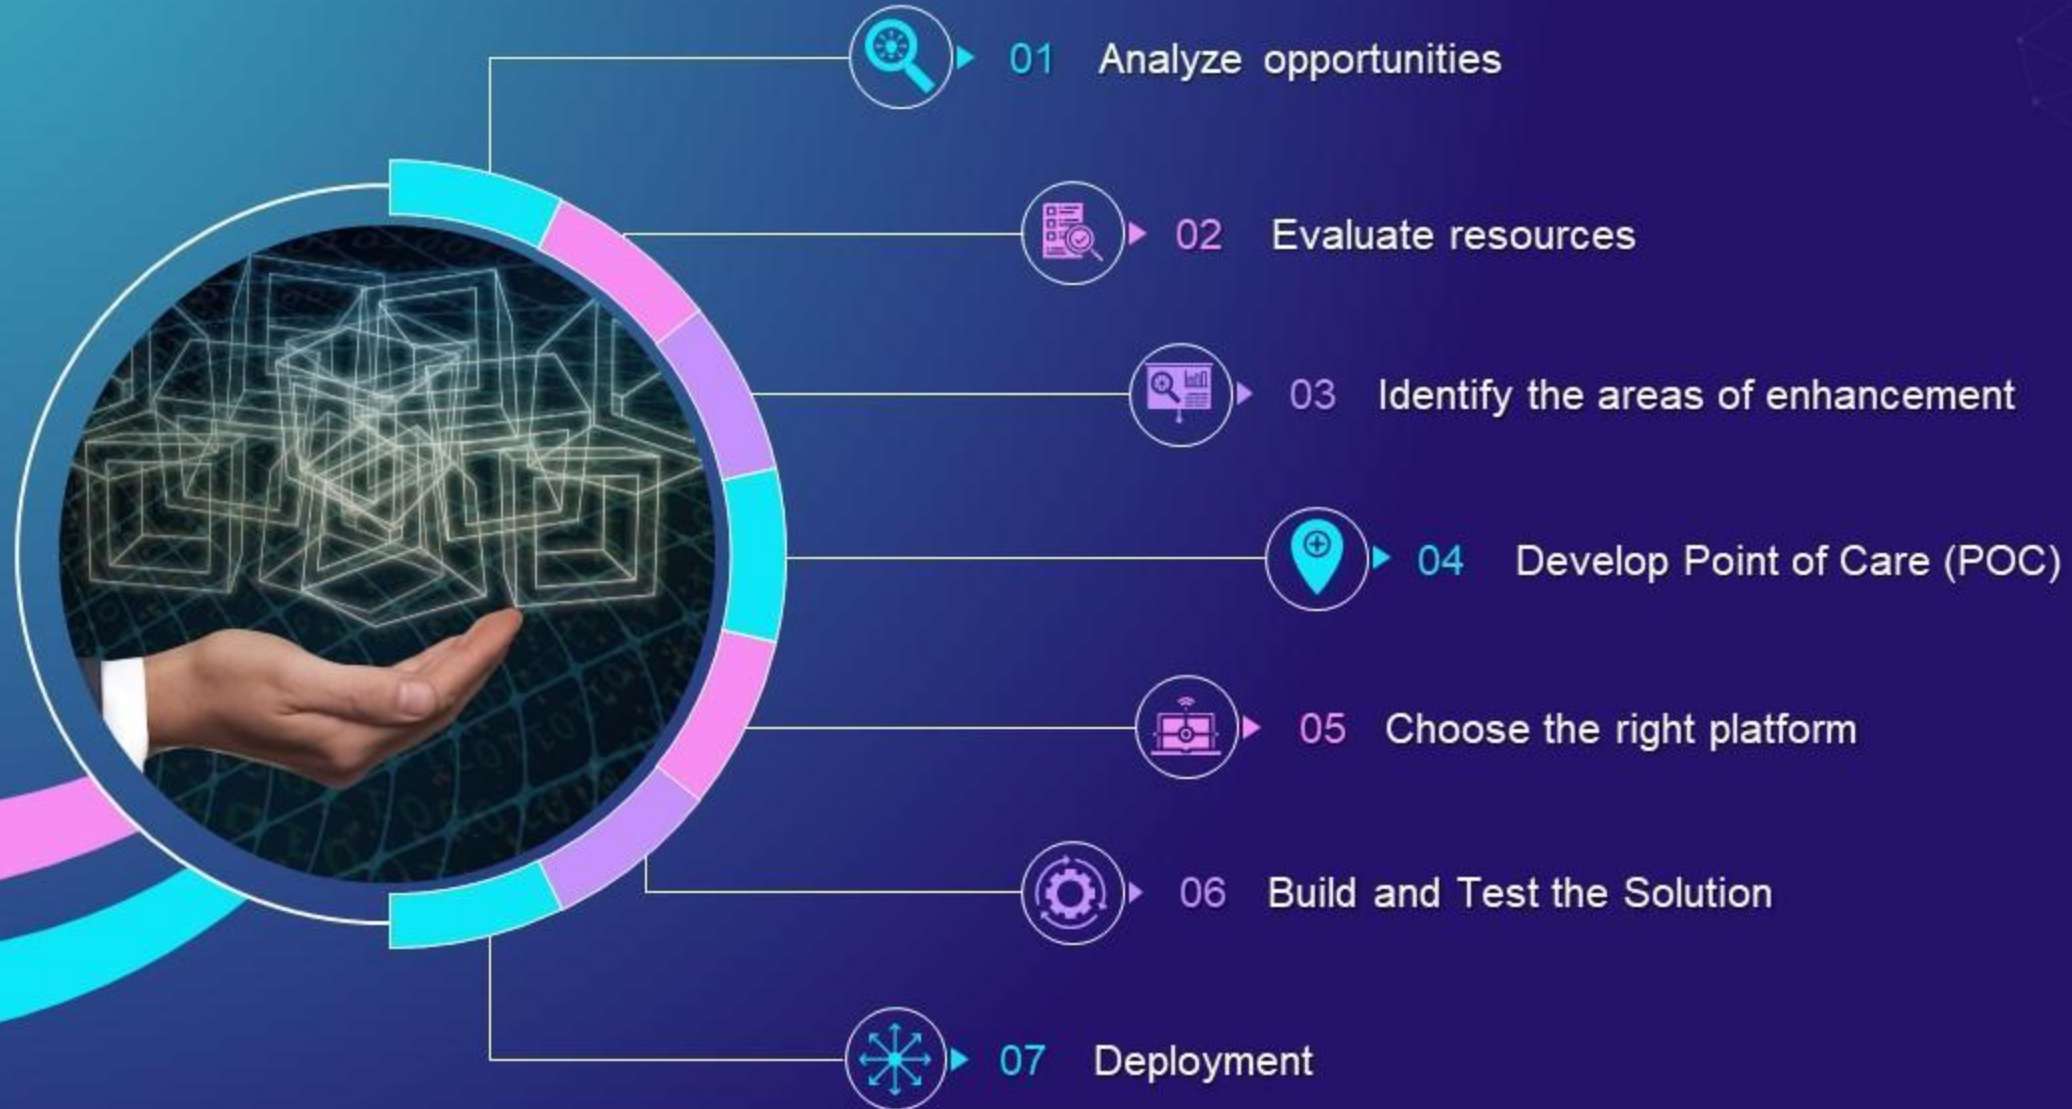 01 Analyze opportunities
02 Evaluate resources
03 Identify the areas of enhancement
04 Develop Point of Care (POC)
05 Choose the right platform
06 Build and Test the Solution
07 Deployment